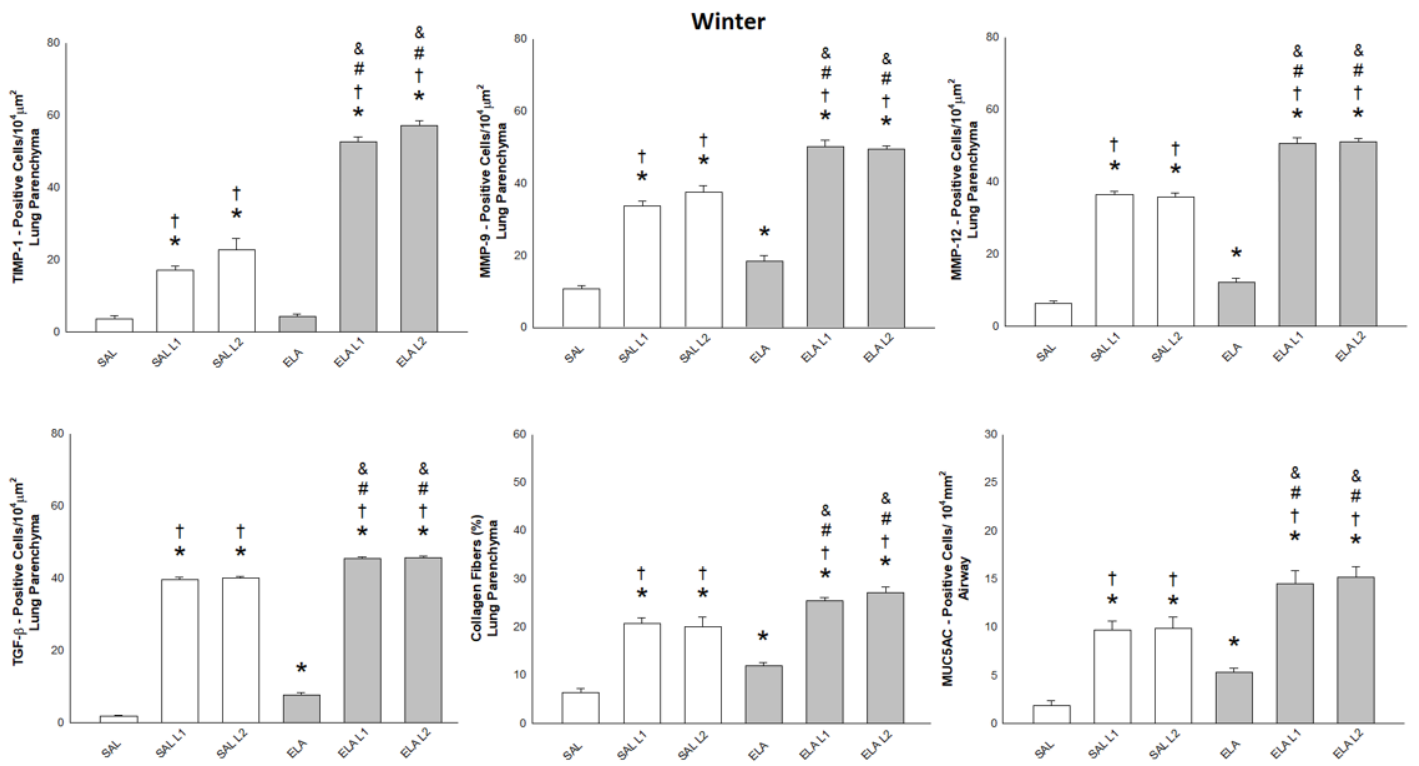 Winter
TIMP-1 - Positive Cells/10⁴µm²
Lung Parenchyma
80
60
40
20
0
†
*
†
*
&
#
†
*
&
#
†
*
SAL
SAL L1
SAL L2
ELA
ELA L1
ELA L2
MMP-9 - Positive Cells/10⁴µm²
Lung Parenchyma
80
60
40
20
0
†
*
†
*
*
&
#
†
*
&
#
†
*
SAL
SAL L1
SAL L2
ELA
ELA L1
ELA L2
MMP-12 - Positive Cells/10⁴µm²
Lung Parenchyma
80
60
40
20
0
†
*
†
*
*
&
#
†
*
&
#
†
*
SAL
SAL L1
SAL L2
ELA
ELA L1
ELA L2
TGF-β - Positive Cells/10⁴µm²
Lung Parenchyma
80
60
40
20
0
†
*
†
*
*
&
#
†
*
&
#
†
*
SAL
SAL L1
SAL L2
ELA
ELA L1
ELA L2
Collagen Fibers (%)
Lung Parenchyma
60
50
40
30
20
10
0
†
*
†
*
*
&
#
†
*
&
#
†
*
SAL
SAL L1
SAL L2
ELA
ELA L1
ELA L2
MUC5AC - Positive Cells/ 10⁴mm²
Airway
30
25
20
15
10
5
0
†
*
†
*
*
&
#
†
*
&
#
†
*
SAL
SAL L1
SAL L2
ELA
ELA L1
ELA L2